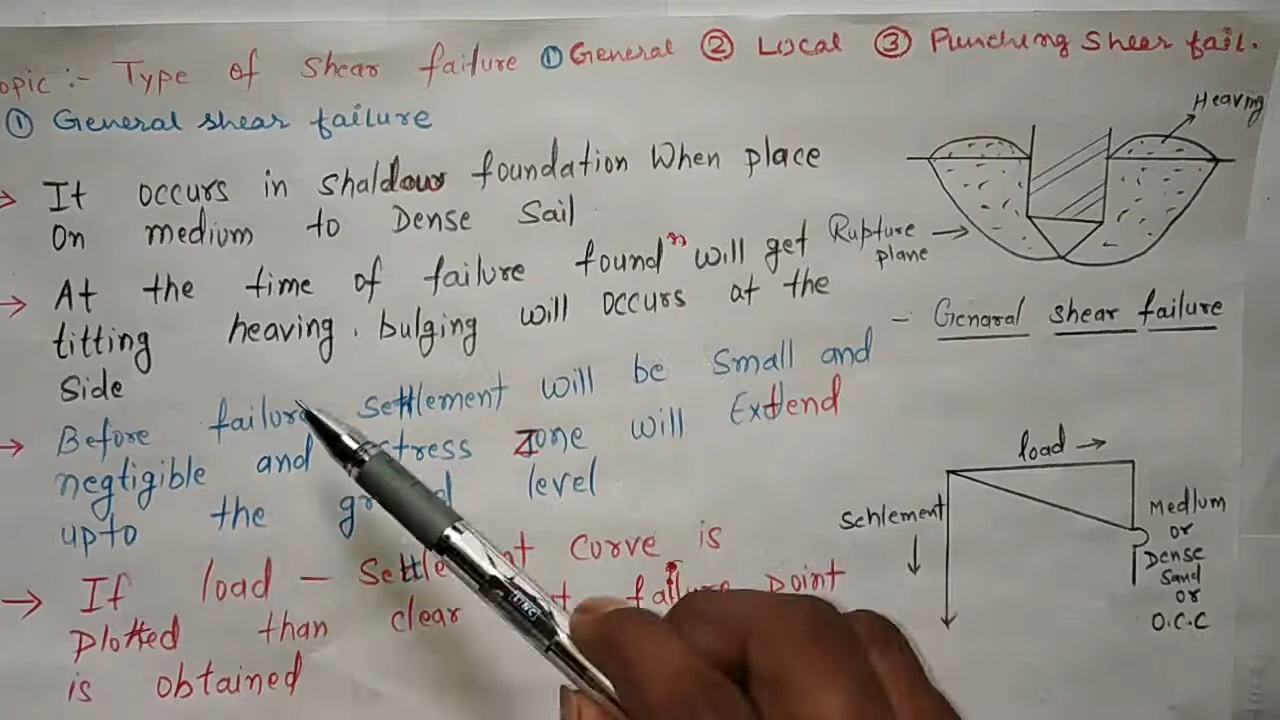 opic :- Type of shear failure ① General ② Local ③ Punching Shear fail.
① General shear failure
It occurs in shaldow foundation When place
On medium to Dense Sail
At the time of failure foundⁿ will get
titting heaving, bulging will occurs at the
Side
Before failure settlement will be small and
negtigible and stress zone will Extend
upto the level
If load - Settle curve is
plotted than clear point
is obtained
Heaving
Rupture
plane
- Genaral shear failure
load
Schlement
Medium
or
Dense
Sand
or
O.C.C